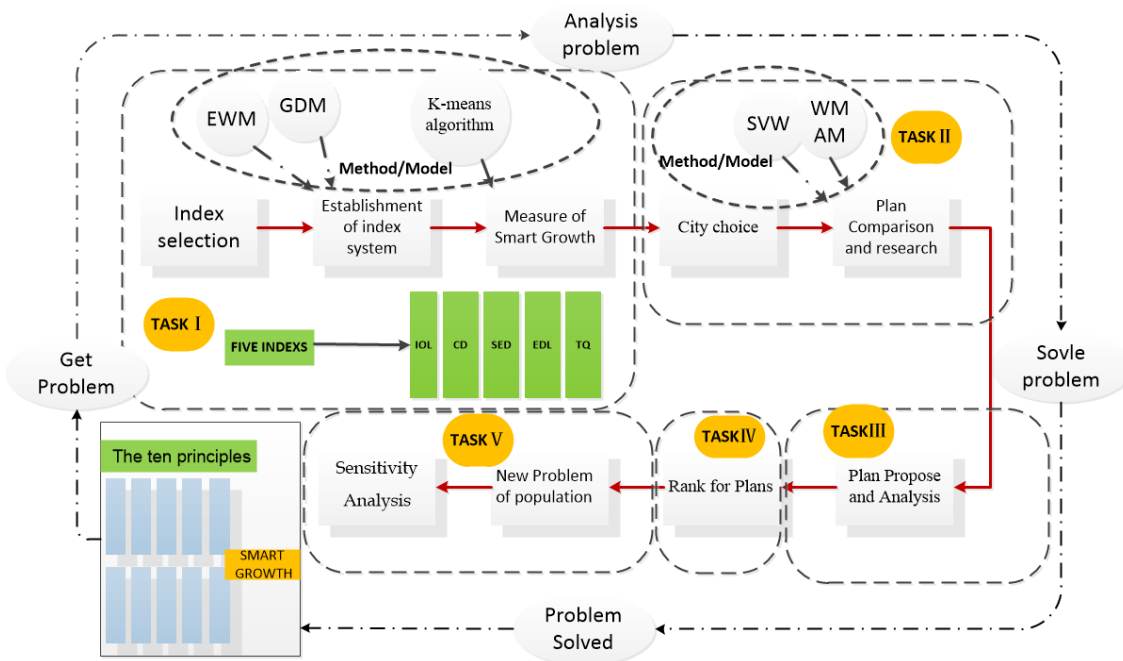 Analysis
problem
EWM
GDM
K-means
algorithm
Method/Model
SVW
WM
AM
Method/Model
TASK II
Index
selection
Establishment
of index
system
Measure of
Smart Growth
City choice
Plan
Comparison
and research
TASK I
FIVE INDEXS
IOL
CD
SED
EDL
TQ
Get
Problem
Sovle
problem
The ten principles
SMART
GROWTH
TASK V
Sensitivity
Analysis
New Problem
of population
TASKIV
Rank for Plans
TASKIII
Plan Propose
and Analysis
Problem
Solved